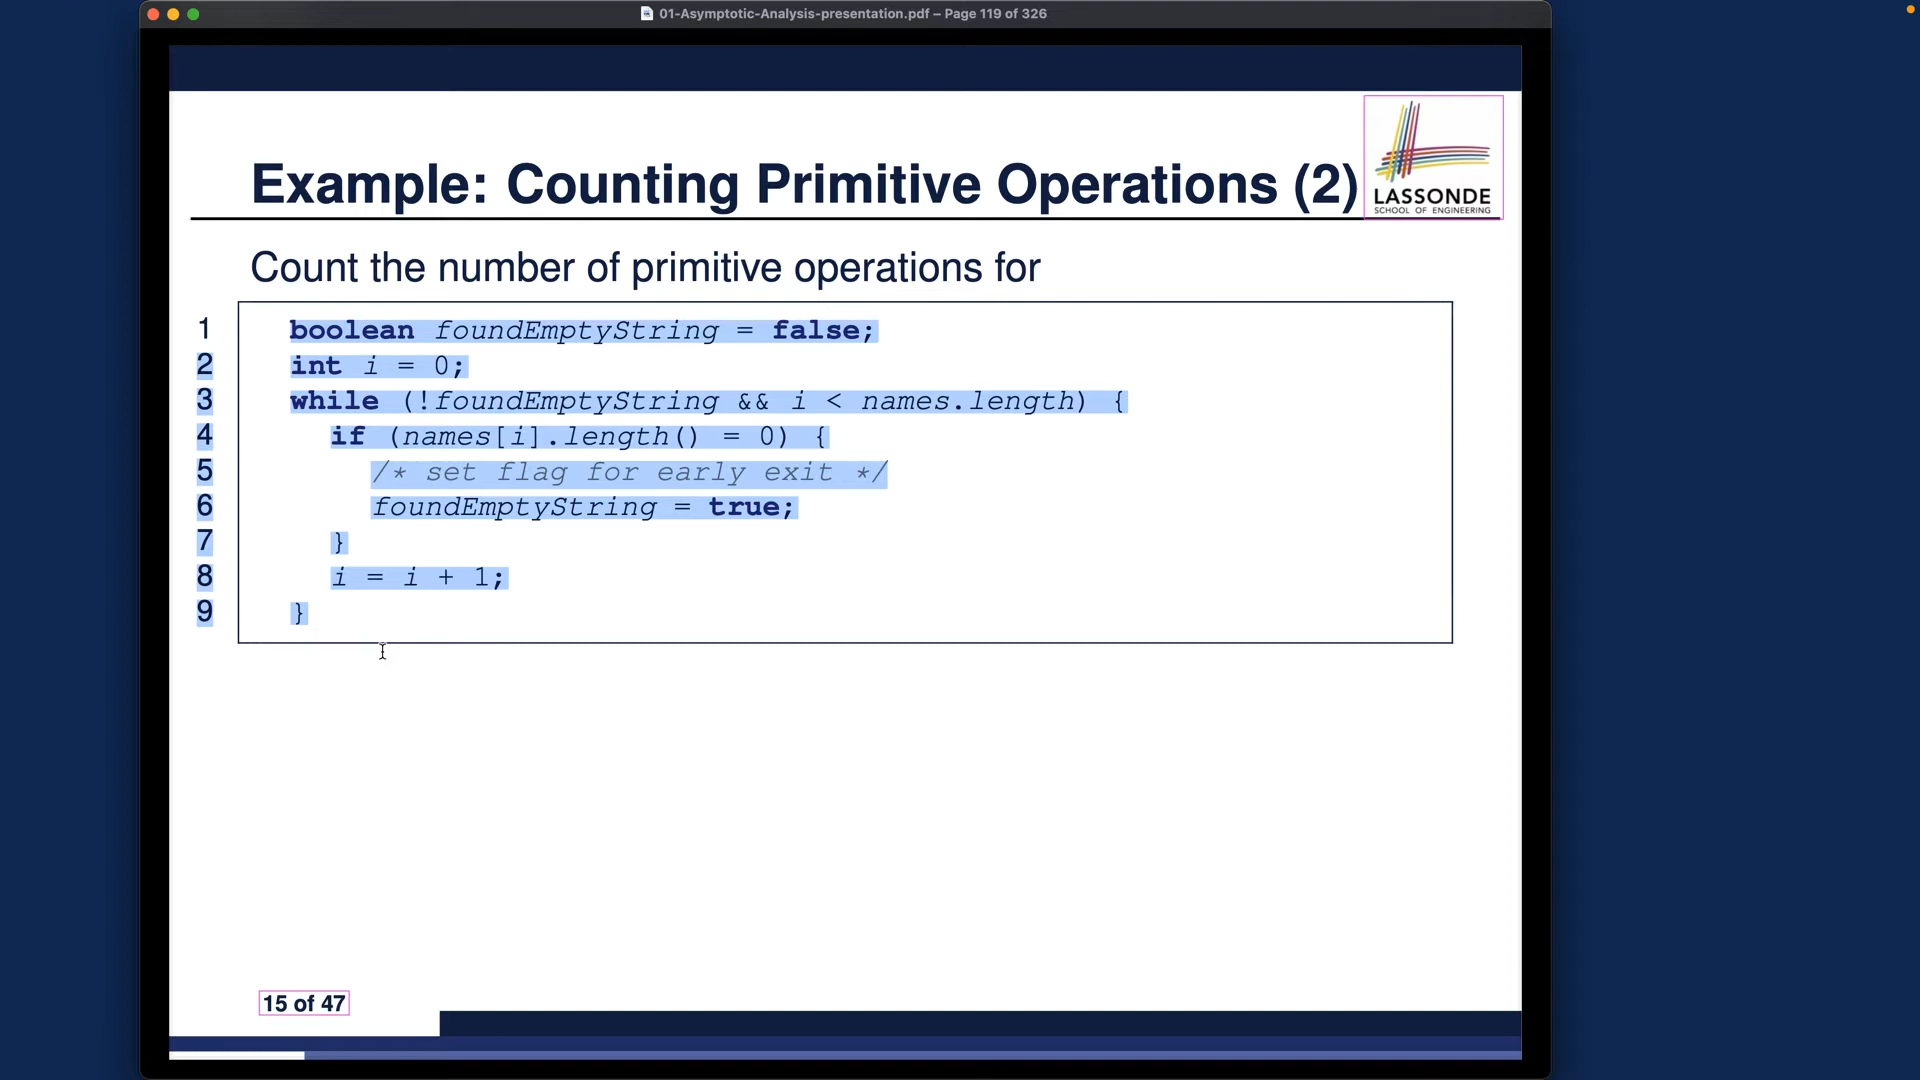 01-Asymptotic-Analysis-presentation.pdf – Page 119 of 326
Example: Counting Primitive Operations (2)
LASSONDE
SCHOOL OF ENGINEERING
Count the number of primitive operations for
1 boolean foundEmptyString = false;
2 int i = 0;
3 while (!foundEmptyString && i < names.length) {
4 if (names[i].length() = 0) {
5 /* set flag for early exit */
6 foundEmptyString = true;
7 }
8 i = i + 1;
9 }
15 of 47